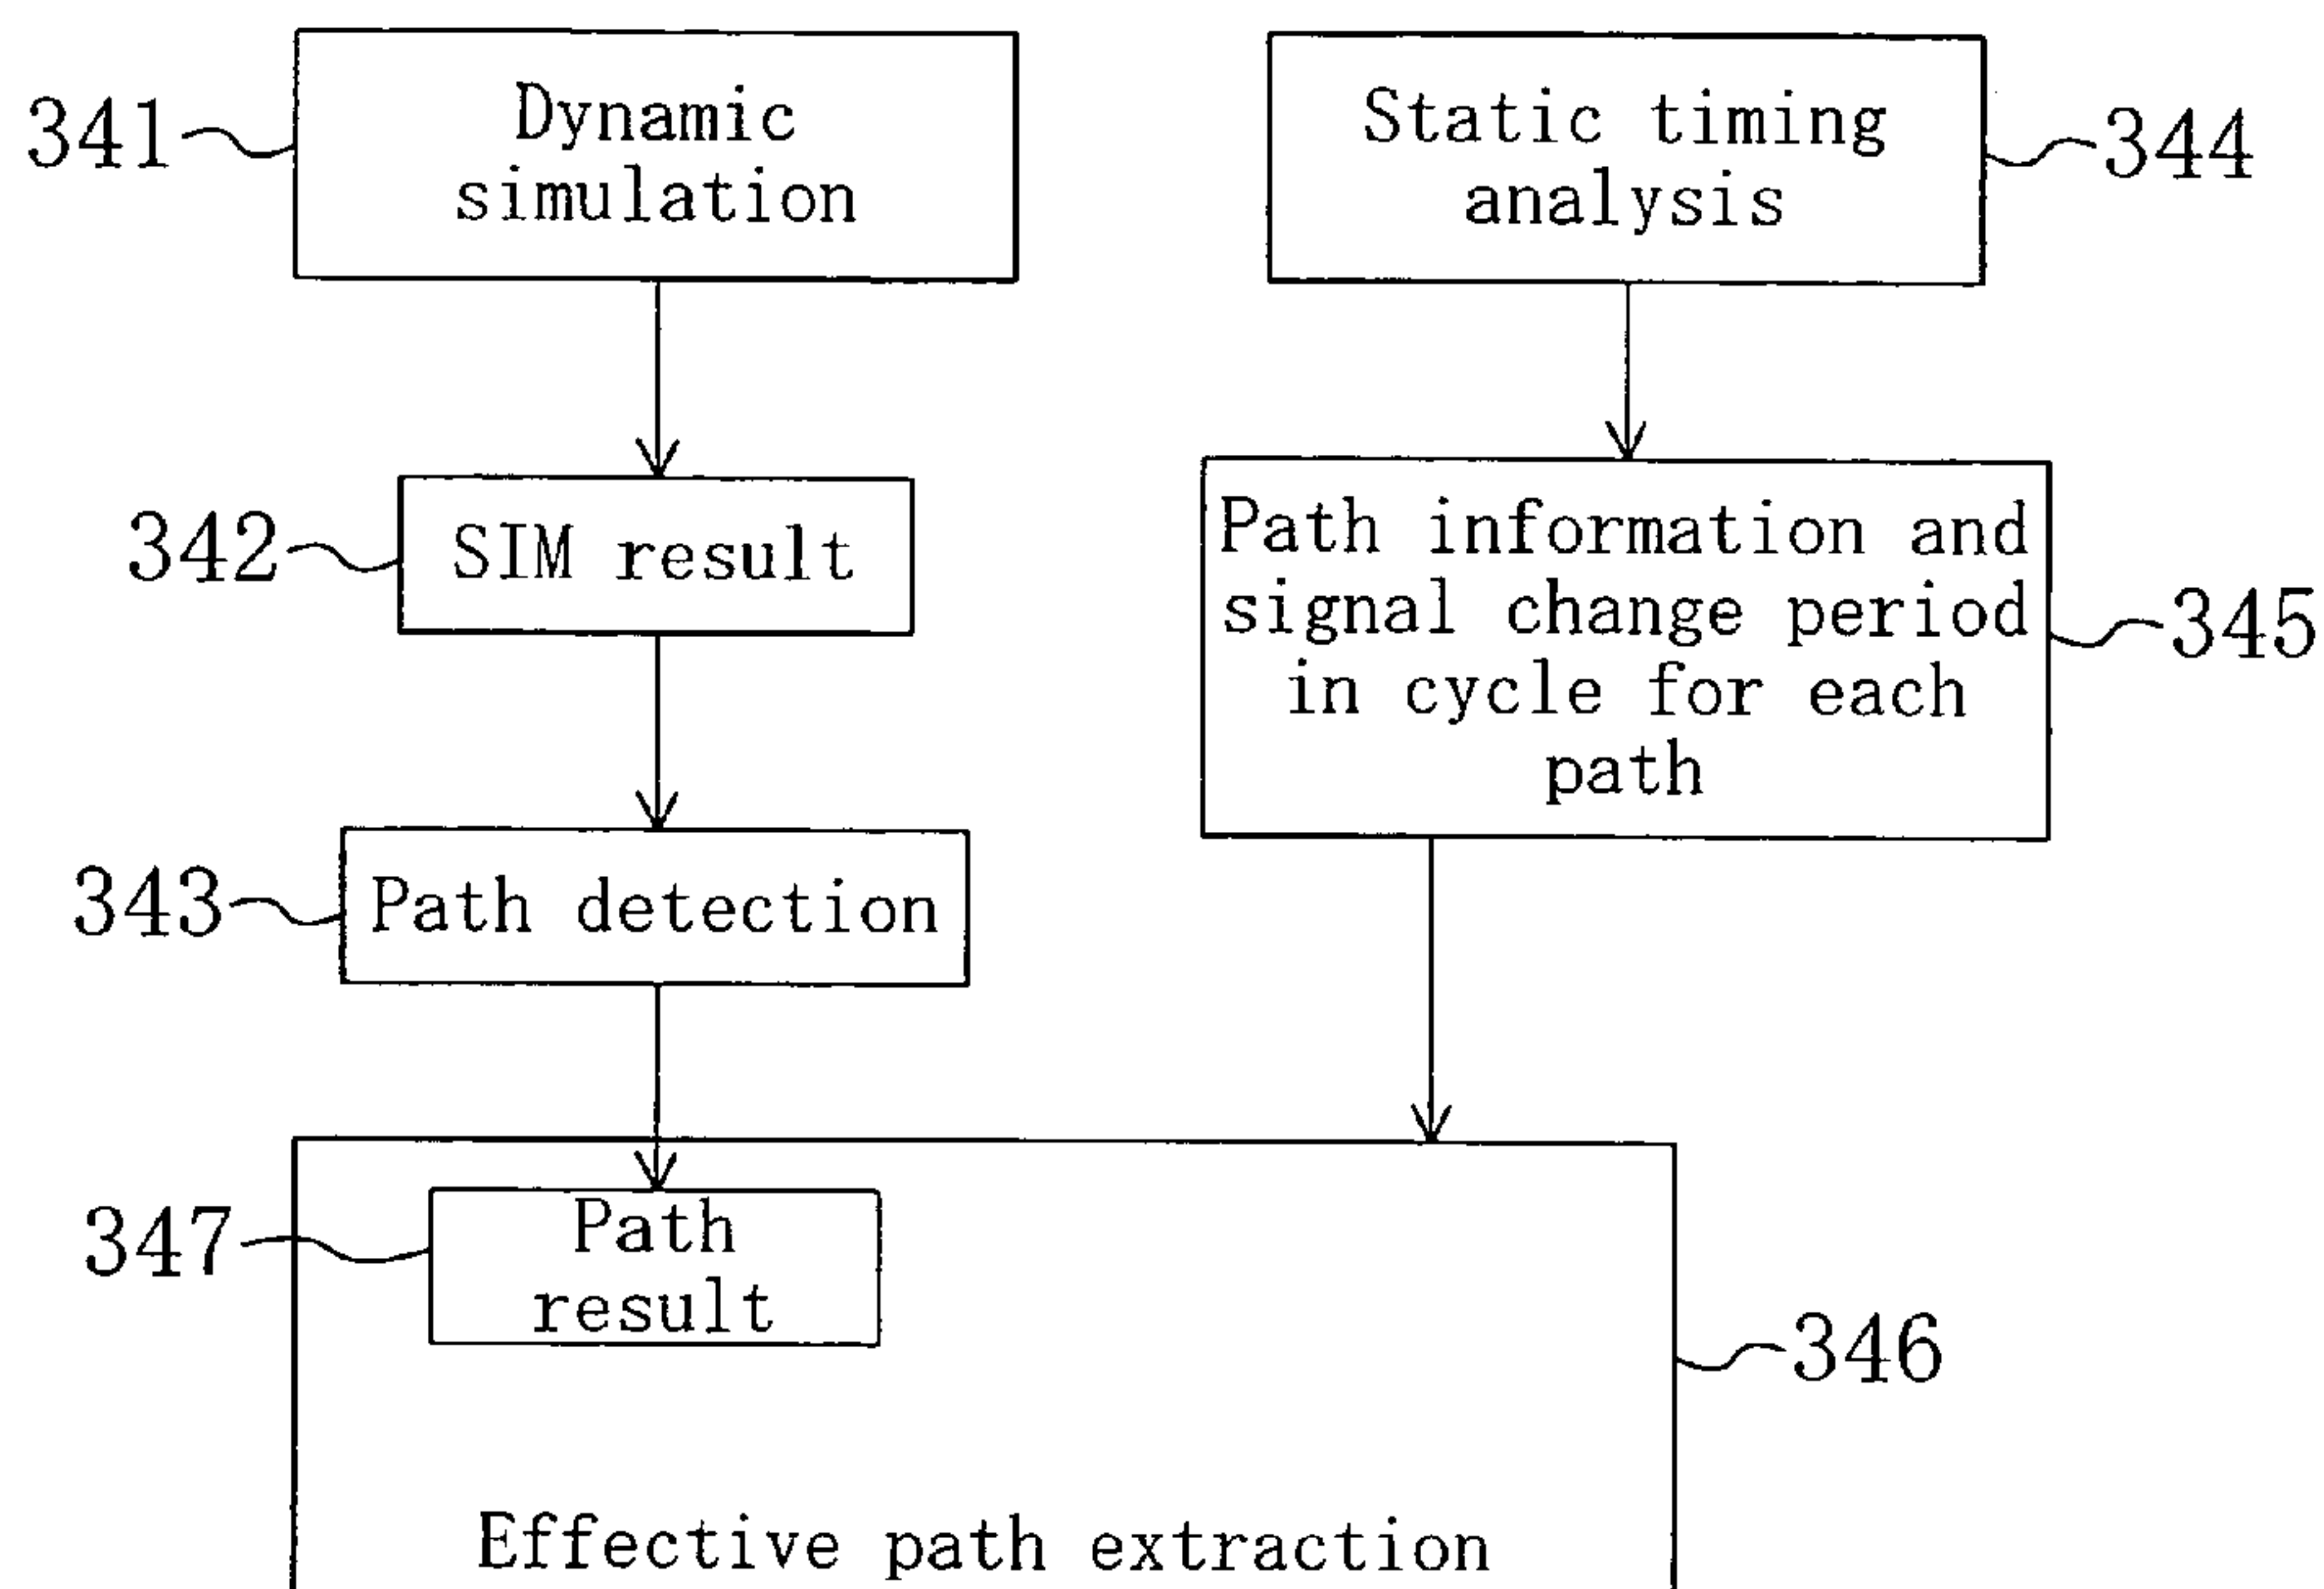 341
Dynamic
simulation
Static timing
analysis
344
342
SIM result
Path information and
signal change period
in cycle for each
path
345
343
Path detection
347
Path
result
346
Effective path extraction